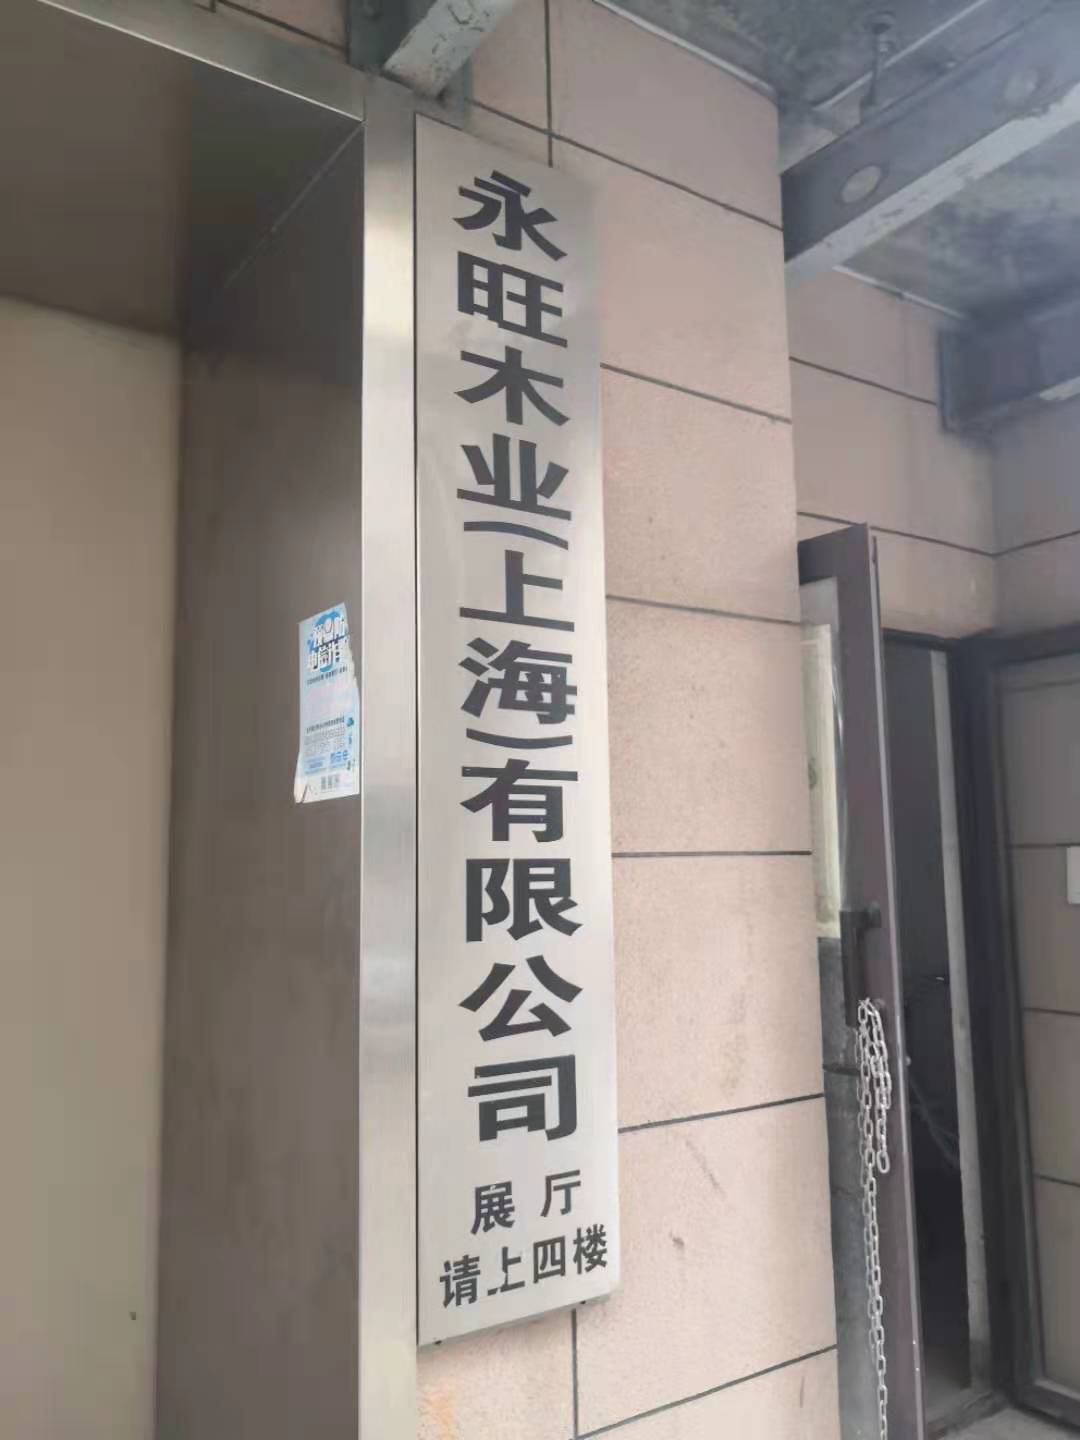 永旺木业(上海)有限公司
展厅
请上四楼